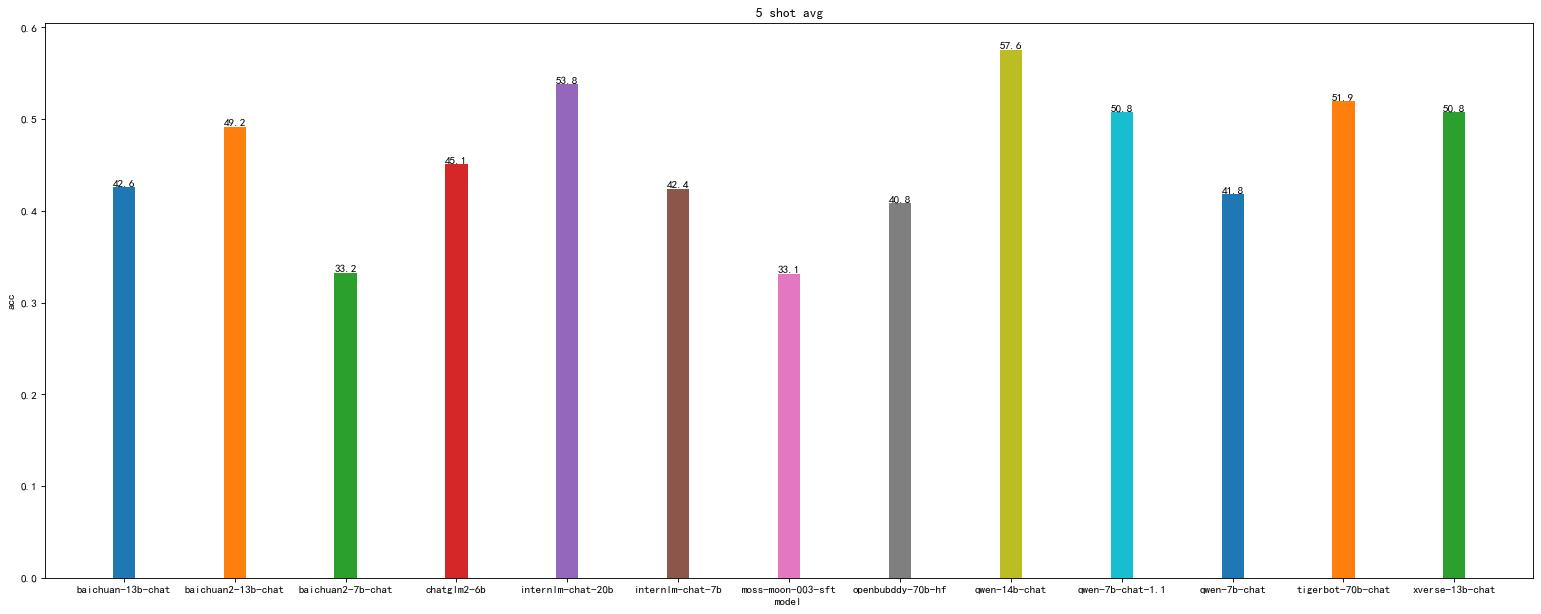 5 shot avg
0.6
0.5
0.4
0.3
0.2
0.1
0.0
acc
42.6
49.2
33.2
45.1
53.8
42.4
33.1
40.8
57.6
50.8
41.8
51.9
50.8
baichuan-13b-chat
baichuan2-13b-chat
baichuan2-7b-chat
chatglm2-6b
internlm-chat-20b
internlm-chat-7b
moss-moon-003-sft
openbubddy-70b-hf
qwen-14b-chat
qwen-7b-chat-1.1
qwen-7b-chat
tigerbot-70b-chat
xverse-13b-chat
model